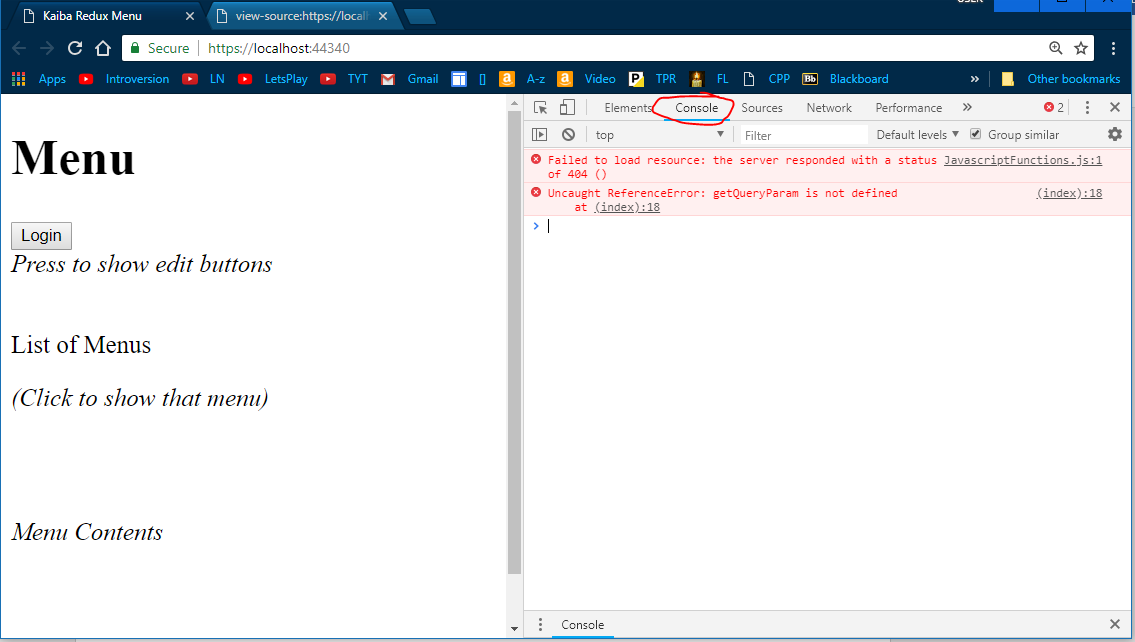 USER
Kaiba Redux Menu
view-source:https://local
Secure https://localhost:44340
Apps Introversion LN LetsPlay TYT Gmail [] A-z Video TPR FL CPP Bb Blackboard » Other bookmarks
Elements Console Sources Network Performance » 2
top Filter Default levels Group similar
Failed to load resource: the server responded with a status JavascriptFunctions.js:1
of 404 ()
Uncaught ReferenceError: getQueryParam is not defined (index):18
at (index):18
Menu
Login
Press to show edit buttons
List of Menus
(Click to show that menu)
Menu Contents
Console